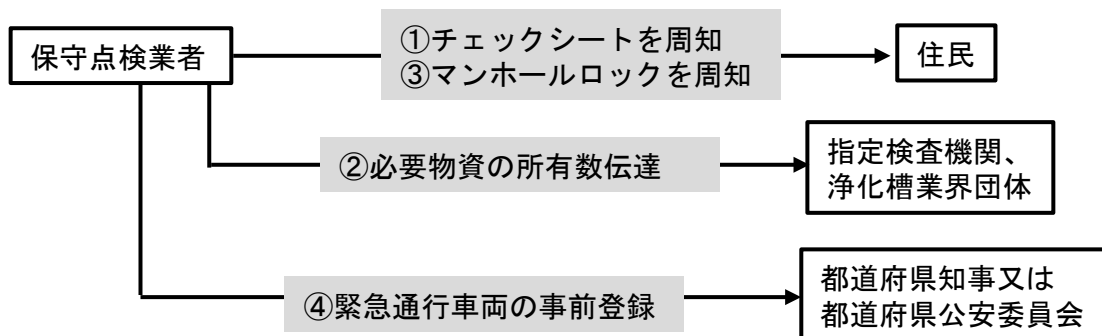 保守点検業者
①チェックシートを周知
③マンホールロックを周知
住民
②必要物資の所有数伝達
指定検査機関、
浄化槽業界団体
④緊急通行車両の事前登録
都道府県知事又は
都道府県公安委員会